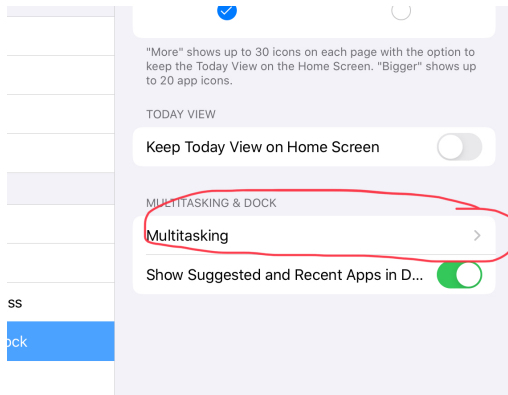 "More" shows up to 30 icons on each page with the option to
keep the Today View on the Home Screen. "Bigger" shows up
to 20 app icons.
TODAY VIEW
Keep Today View on Home Screen
MULTITASKING & DOCK
Multitasking
Show Suggested and Recent Apps in D...
ss
ock